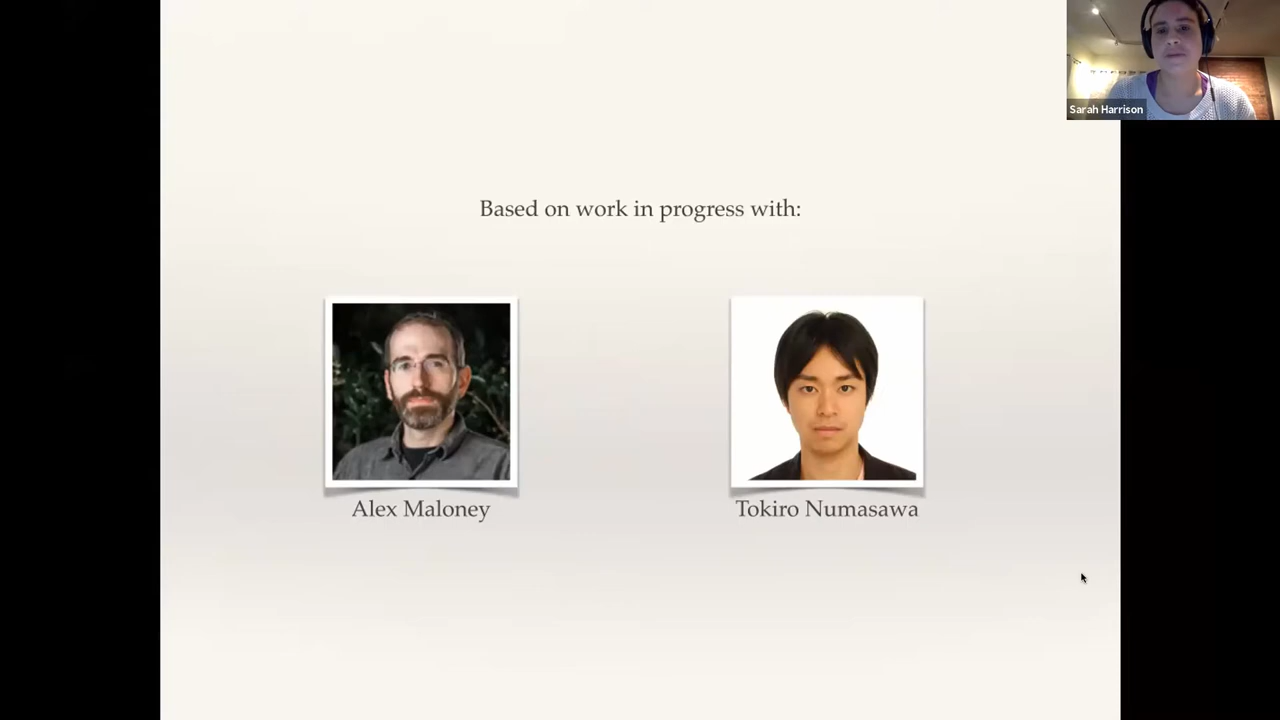 Sarah Harrison
Based on work in progress with:
Alex Maloney
Tokiro Numasawa